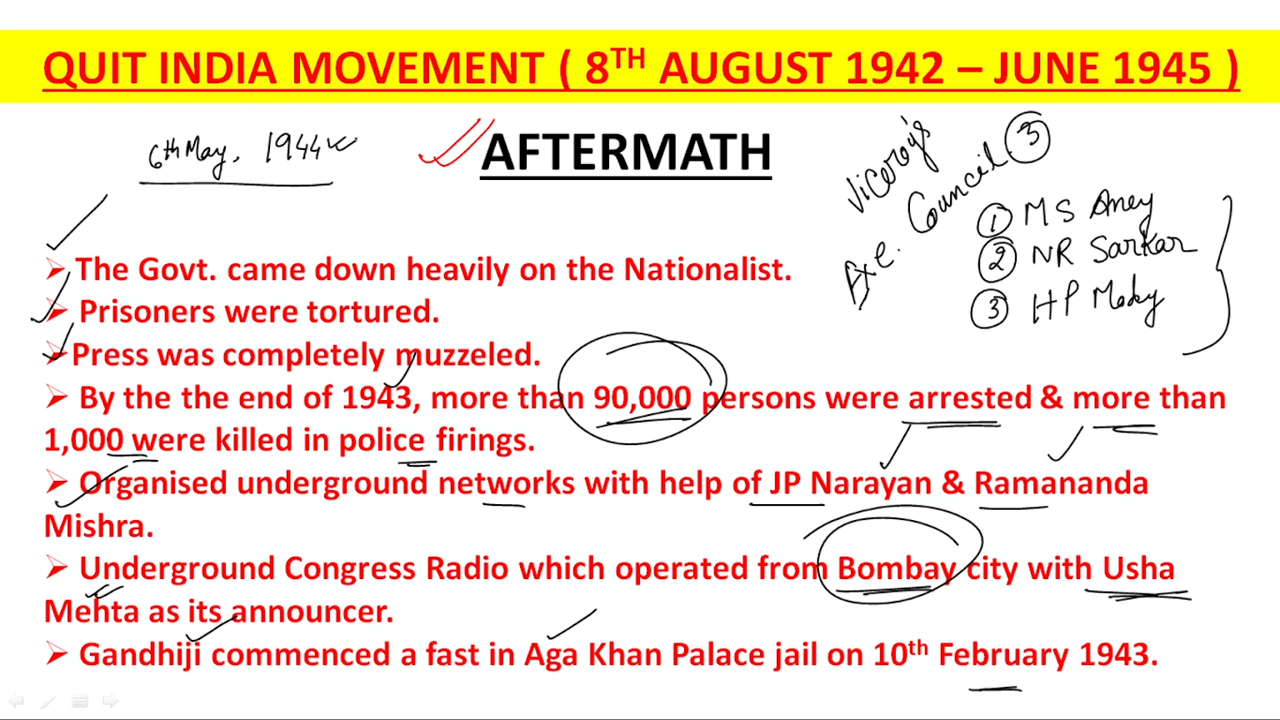 QUIT INDIA MOVEMENT ( 8TH AUGUST 1942 – JUNE 1945 )
6th May, 1944
AFTERMATH
Viceroy's
Exe. Council 3
1 MS Aney
2 NR Sarkar
3 HP Mody
➢ The Govt. came down heavily on the Nationalist.
➢ Prisoners were tortured.
➢ Press was completely muzzeled.
➢ By the the end of 1943, more than 90,000 persons were arrested & more than
1,000 were killed in police firings.
➢ Organised underground networks with help of JP Narayan & Ramananda
Mishra.
➢ Underground Congress Radio which operated from Bombay city with Usha
Mehta as its announcer.
➢ Gandhiji commenced a fast in Aga Khan Palace jail on 10th February 1943.